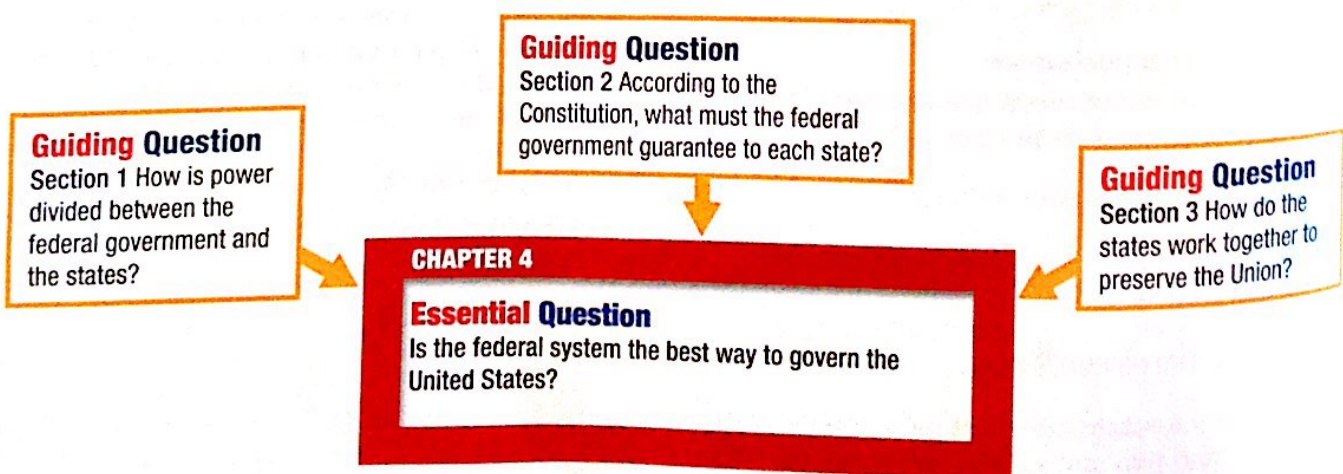 Guiding Question
Section 1 How is power
divided between the
federal government and
the states?
Guiding Question
Section 2 According to the
Constitution, what must the federal
government guarantee to each state?
Guiding Question
Section 3 How do the
states work together to
preserve the Union?
CHAPTER 4
Essential Question
Is the federal system the best way to govern the
United States?